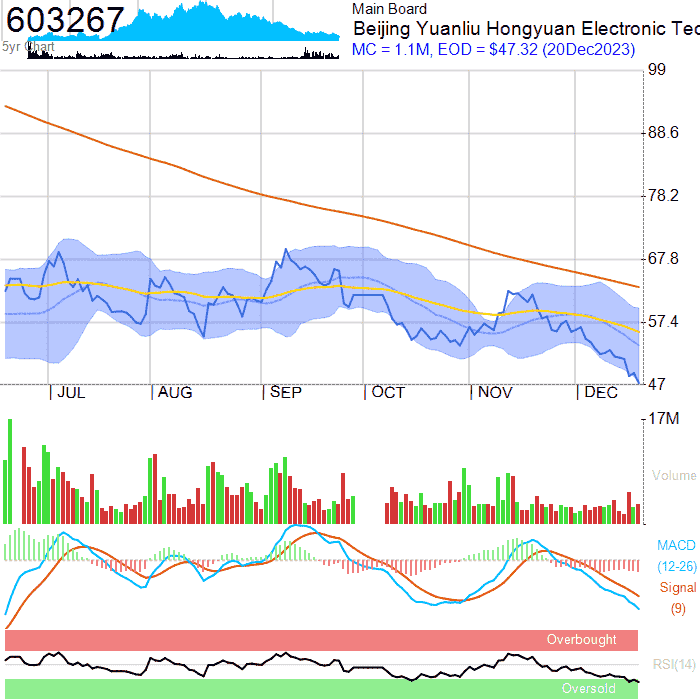 603267
5yr Chart
Main Board
Beijing Yuanliu Hongyuan Electronic Tec
MC = 1.1M, EOD = $47.32 (20Dec2023)
99
88.6
78.2
67.8
57.4
47
JUL
AUG
SEP
OCT
NOV
DEC
17M
Volume
MACD
(12-26)
Signal
(9)
Overbought
RSI(14)
Oversold